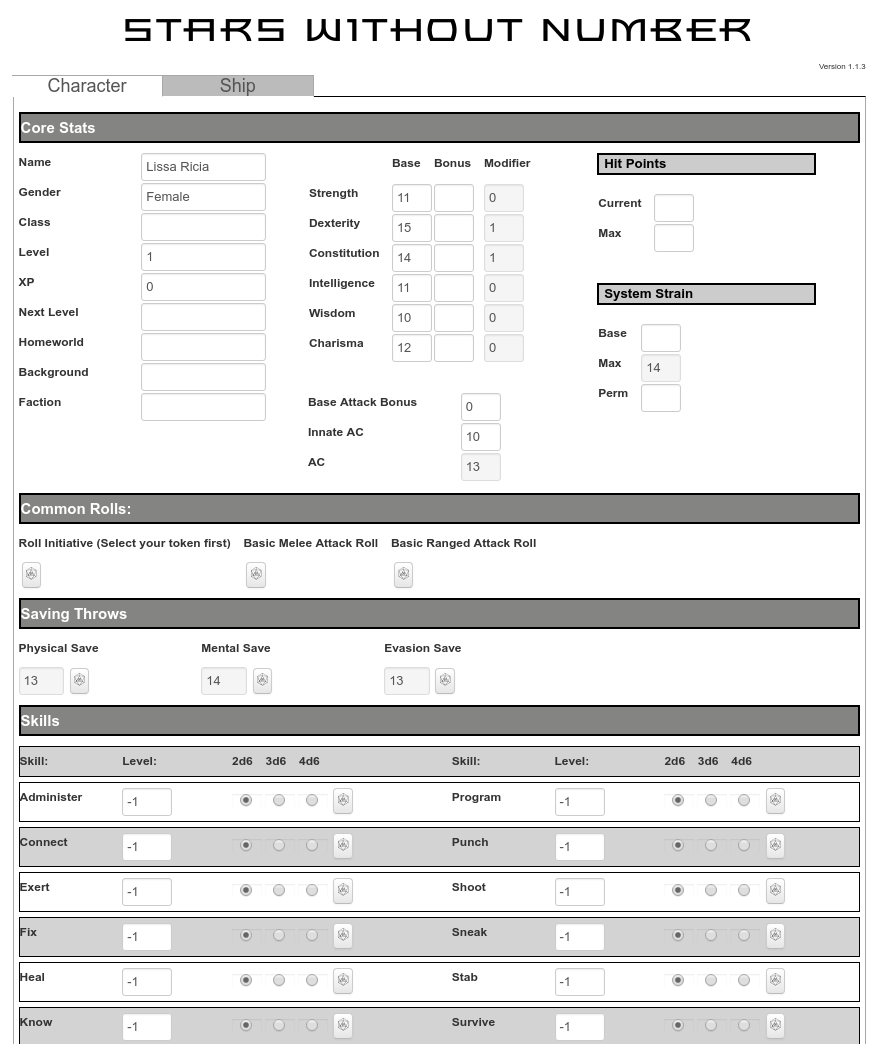 STARS WITHOUT NUMBER
Version 1.1.3
Character Ship
Core Stats
Name Lissa Ricia
Gender Female
Class
Level 1
XP 0
Next Level
Homeworld
Background
Faction
Base Bonus Modifier
Strength 11 0
Dexterity 15 1
Constitution 14 1
Intelligence 11 0
Wisdom 10 0
Charisma 12 0
Base Attack Bonus 0
Innate AC 10
AC 13
Hit Points
Current
Max
System Strain
Base
Max 14
Perm
Common Rolls:
Roll Initiative (Select your token first) Basic Melee Attack Roll Basic Ranged Attack Roll
Saving Throws
Physical Save Mental Save Evasion Save
13 14 13
Skills
Skill: Level: 2d6 3d6 4d6 Skill: Level: 2d6 3d6 4d6
Administer -1 Program -1
Connect -1 Punch -1
Exert -1 Shoot -1
Fix -1 Sneak -1
Heal -1 Stab -1
Know -1 Survive -1